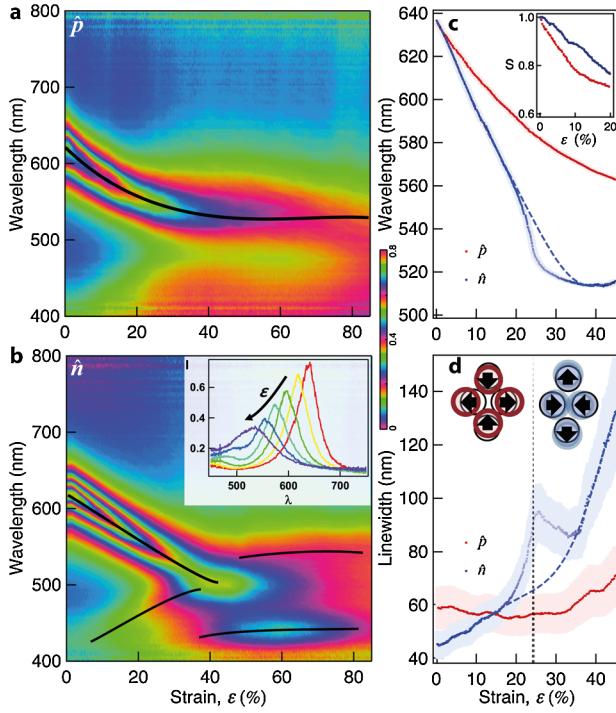 a
p̂
800
700
600
500
400
Wavelength (nm)
0 20 40 60 80
0.8
0.4
0
b
n̂
800
700
600
500
400
Wavelength (nm)
I
0.6
0.4
0.2
ε
500 600 700
λ
0 20 40 60 80
Strain, ε (%)
c
640
620
600
580
560
540
520
500
Wavelength (nm)
1.0
0.8
0.6
S
0 10 20
ε (%)
p̂
n̂
0 10 20 30 40
d
140
120
100
80
60
40
Linewidth (nm)
p̂
n̂
0 10 20 30 40
Strain, ε (%)